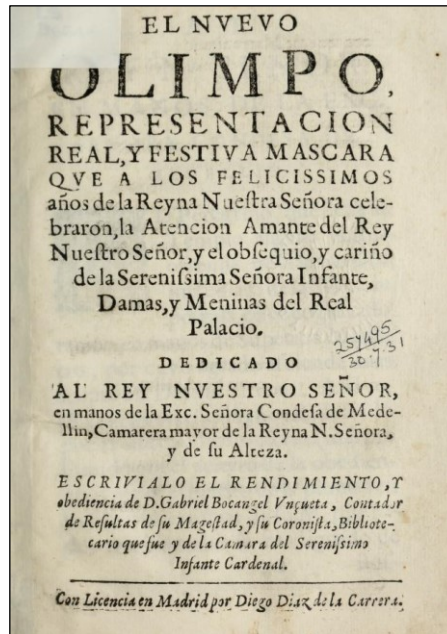 EL NVEVO
OLIMPO,
REPRESENTACION
REAL, Y FESTIVA MASCARA
QVE A LOS FELICISSIMOS
años de la Reyna Nueſtra Señora cele-
braron, la Atencion Amante del Rey
Nueſtro Señor, y el obſequio, y cariño
de la Sereniſsima Señora Infante,
Damas, y Meninas del Real
Palacio.
257495
30.7.31
DEDICADO
AL REY NVESTRO SEÑOR,
en manos de la Exc. Señora Condeſa de Mede-
llin, Camarera mayor de la Reyna N. Señora,
y de ſu Alteza.
ESCRIVIALO EL RENDIMIENTO, Y
obediencia de D. Gabriel Bocangel Vnçueta, Contador
de Reſultas de ſu Mageſtad, y ſu Coroniſta, Bibliote-
cario que fue y de la Camara del Sereniſsimo
Infante Cardenal.
Con Licencia en Madrid por Diego Diaz de la Carrera.